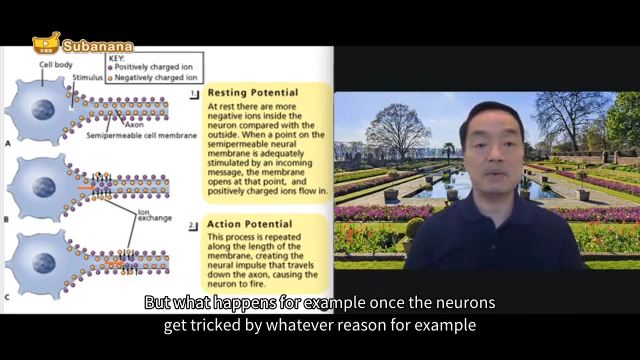 Subanana
KEY:
Positively charged ion
Negatively charged ion
Cell body
Stimulus
Axon
Semipermeable cell membrane
A
B
Ion
exchange
C
1.
Resting Potential
At rest there are more
negative ions inside the
neuron compared with the
outside. When a point on the
semipermeable neural
membrane is adequately
stimulated by an incoming
message, the membrane
opens at that point, and
positively charged ions flow in.
2.
Action Potential
This process is repeated
along the length of the
membrane, creating the
neural impulse that travels
down the axon, causing the
neuron to fire.
But what happens for example once the neurons
get tricked by whatever reason for example